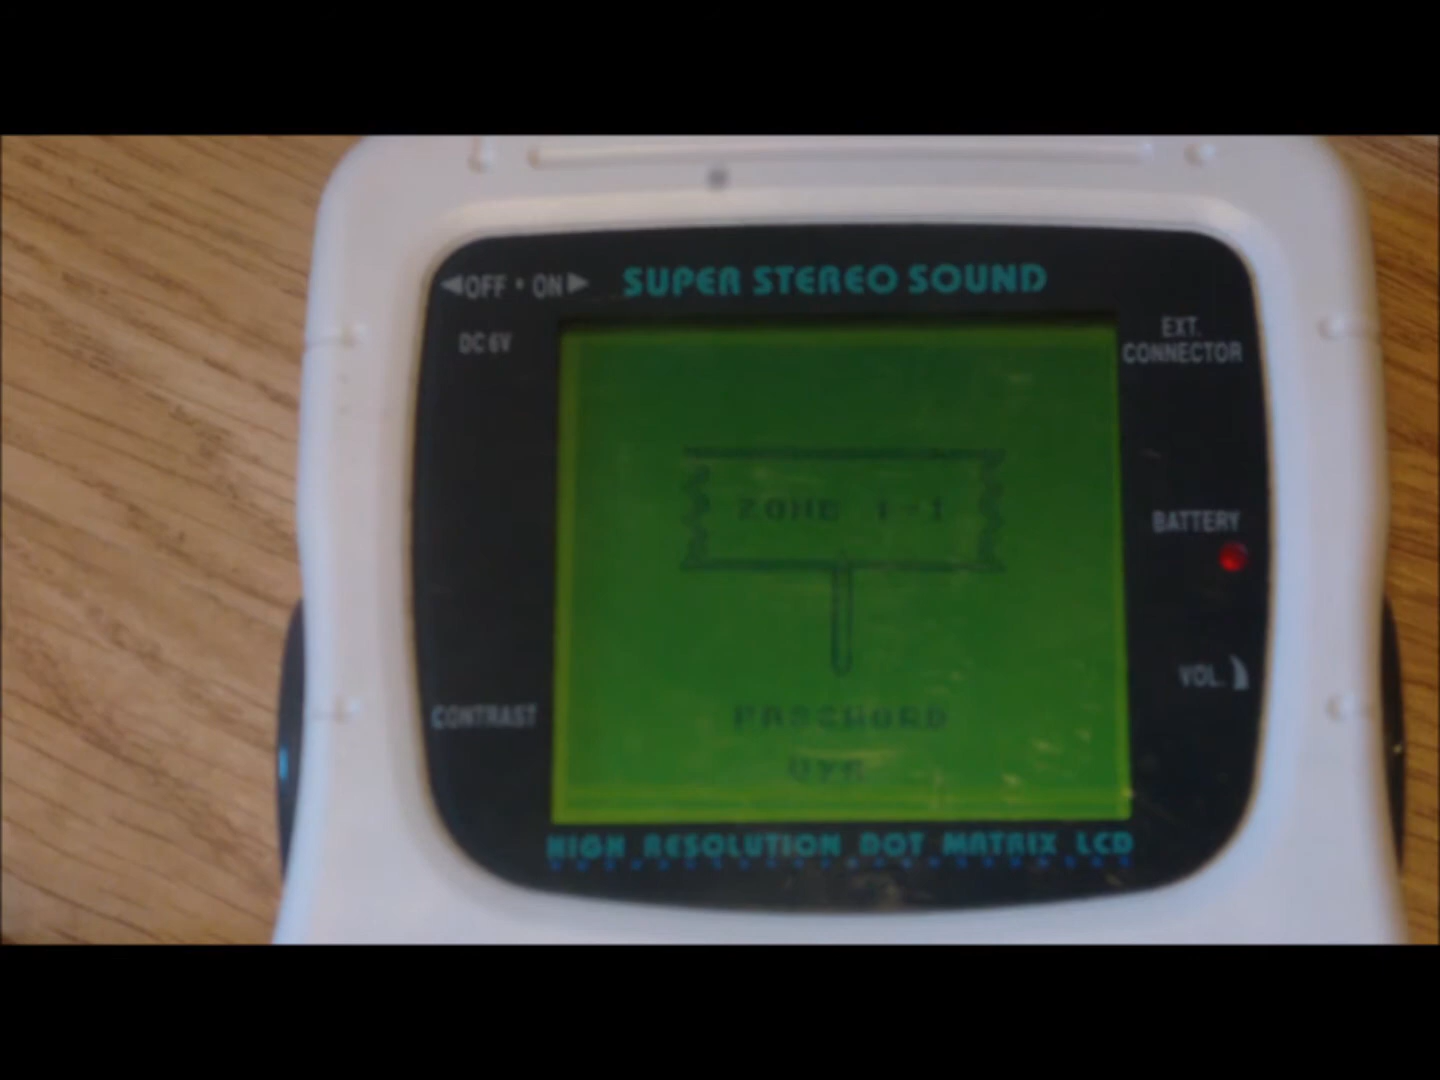 ◀OFF • ON▶ SUPER STEREO SOUND
DC 6V
EXT.
CONNECTOR
ZONE 1-1
BATTERY
VOL.
CONTRAST
PASSWORD
HIGH RESOLUTION DOT MATRIX LCD